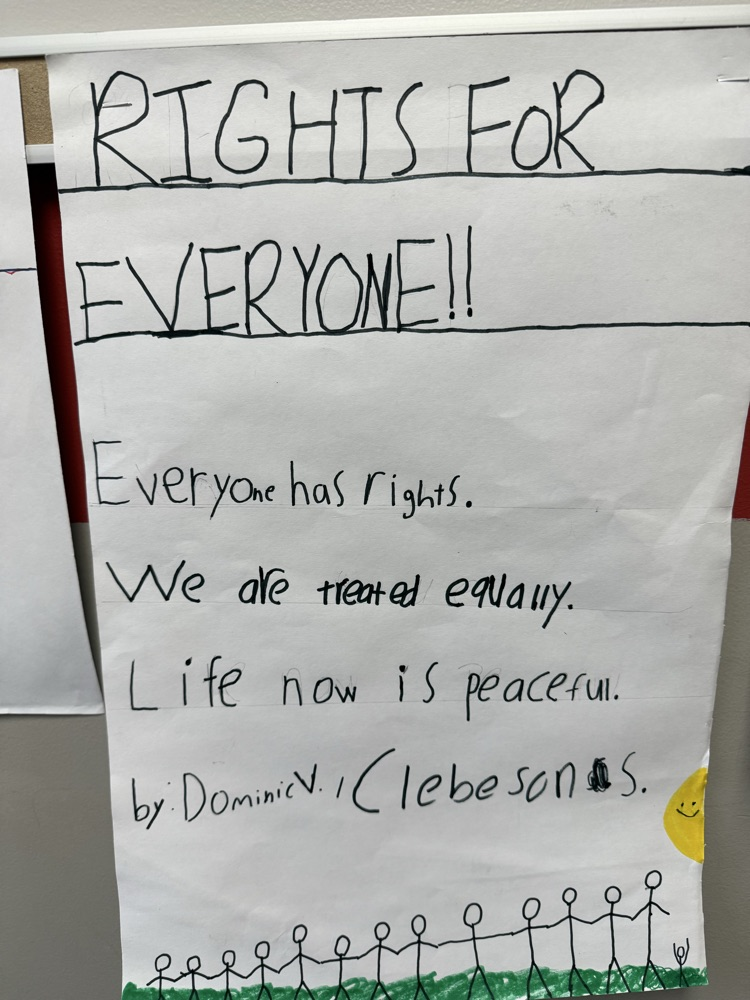 RIGHTS FOR
EVERYONE!!
Everyone has rights.
We are treated equally.
Life now is peaceful.
by: Dominic V. , Clebeson S.